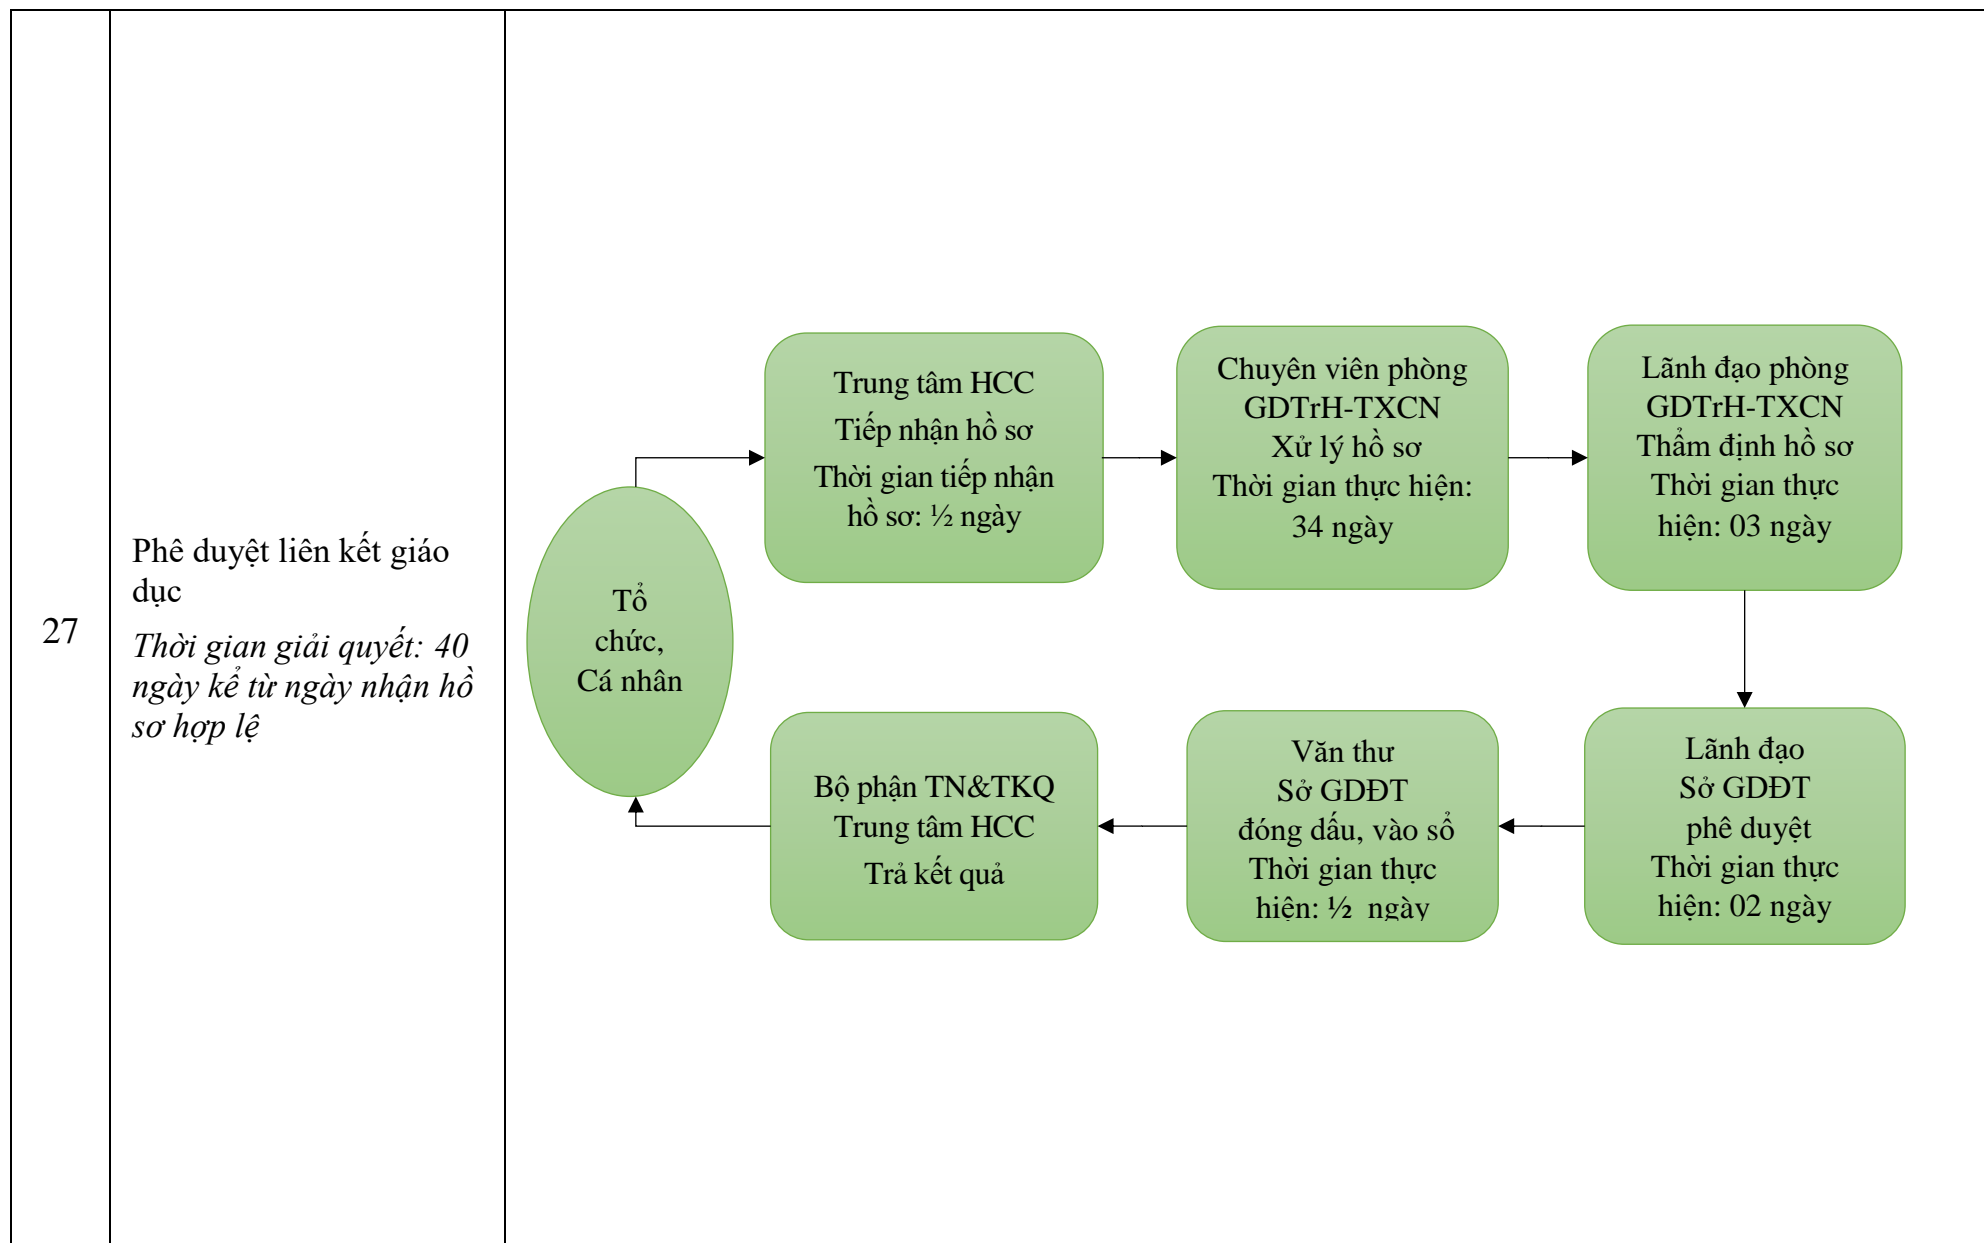 27
Phê duyệt liên kết giáo
dục
Thời gian giải quyết: 40
ngày kể từ ngày nhận hồ
sơ hợp lệ
Tổ
chức,
Cá nhân
Trung tâm HCC
Tiếp nhận hồ sơ
Thời gian tiếp nhận
hồ sơ: ½ ngày
Chuyên viên phòng
GDTrH-TXCN
Xử lý hồ sơ
Thời gian thực hiện:
34 ngày
Lãnh đạo phòng
GDTrH-TXCN
Thẩm định hồ sơ
Thời gian thực
hiện: 03 ngày
Lãnh đạo
Sở GDĐT
phê duyệt
Thời gian thực
hiện: 02 ngày
Văn thư
Sở GDĐT
đóng dấu, vào sổ
Thời gian thực
hiện: ½ ngày
Bộ phận TN&TKQ
Trung tâm HCC
Trả kết quả